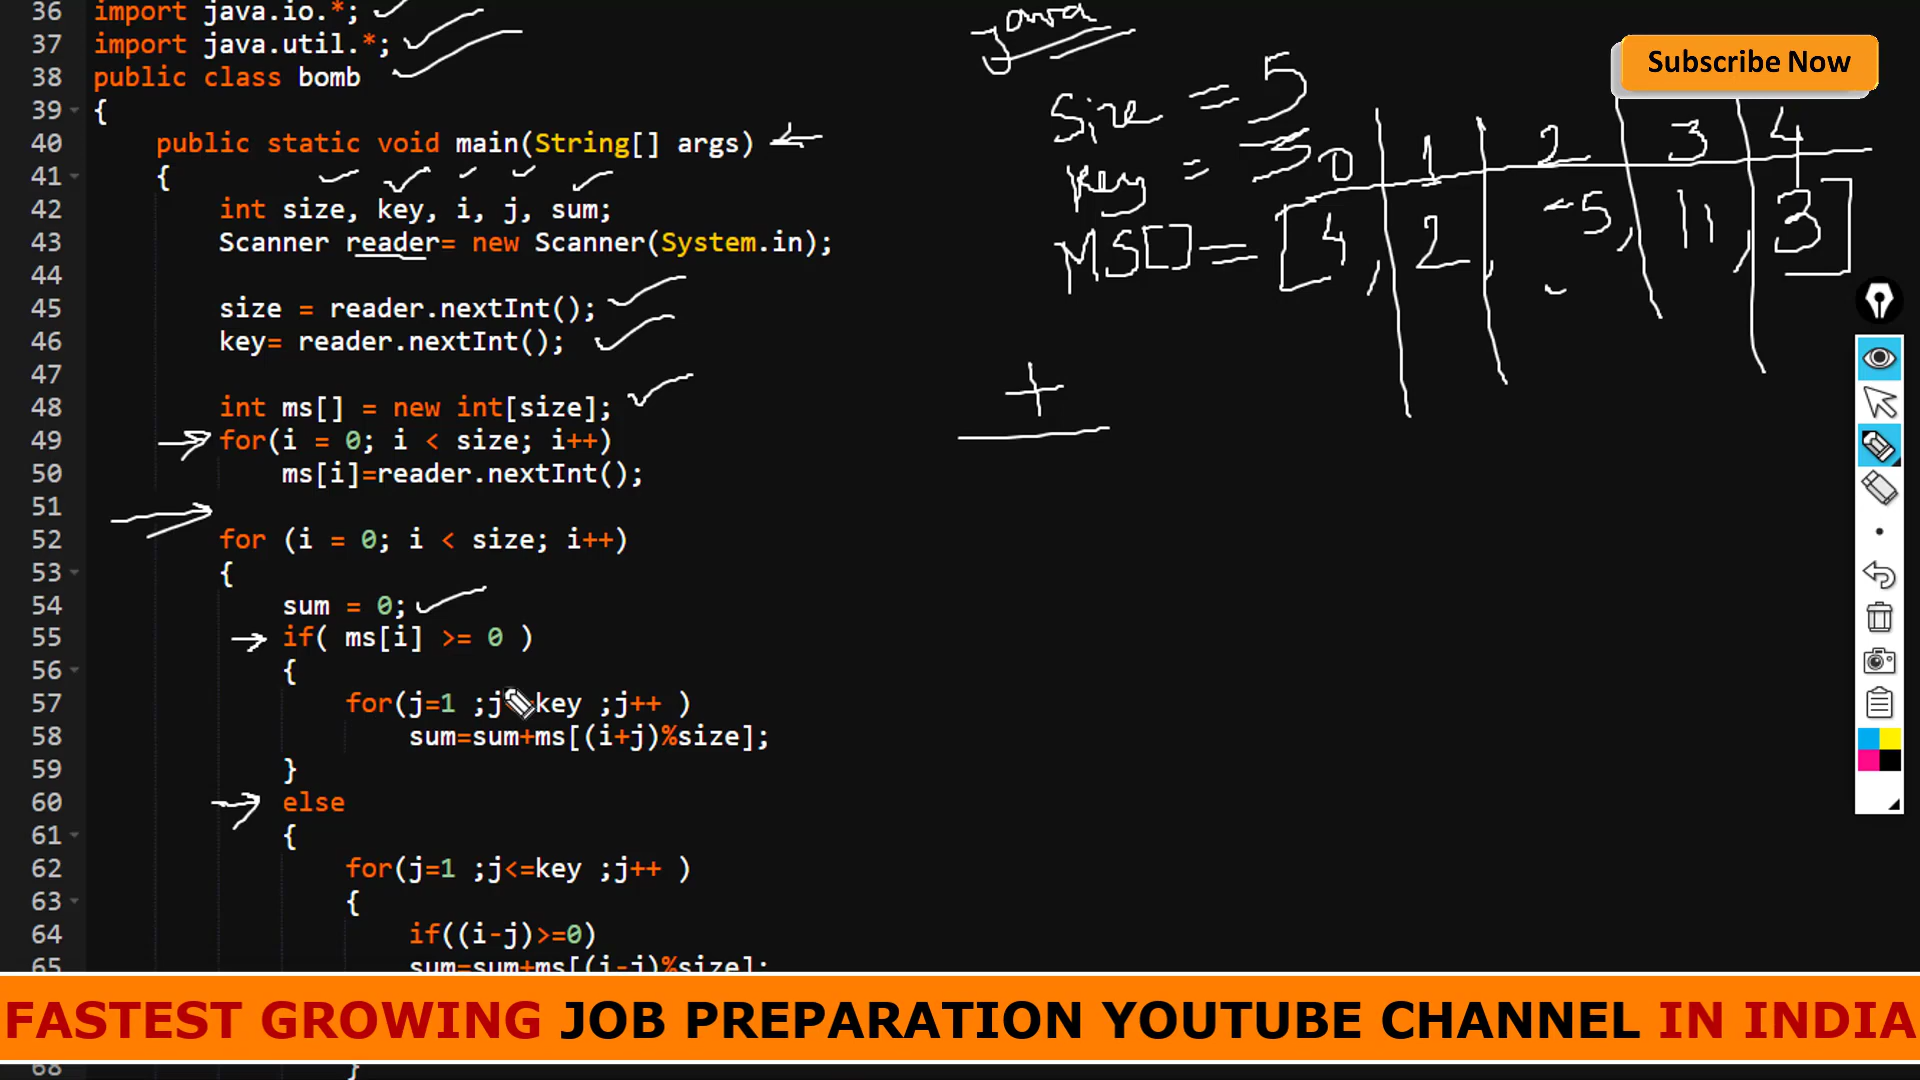 36 import java.io.*;
37 import java.util.*;
38 public class bomb
39 {
40 public static void main(String[] args)
41 {
42 int size, key, i, j, sum;
43 Scanner reader= new Scanner(System.in);
44
45 size = reader.nextInt();
46 key= reader.nextInt();
47
48 int ms[] = new int[size];
49 for(i = 0; i < size; i++)
50 ms[i]=reader.nextInt();
51
52 for (i = 0; i < size; i++)
53 {
54 sum = 0;
55 if( ms[i] >= 0 )
56 {
57 for(j=1 ;j key ;j++ )
58 sum=sum+ms[(i+j)%size];
59 }
60 else
61 {
62 for(j=1 ;j<=key ;j++ )
63 {
64 if((i-j)>=0)
65 sum=sum+ms[(i-j)%size];
68 }
java
Size = 5
Key = 3
0 1 2 3 4
MS[] = [4, 2, -5, 11, 3]
+
Subscribe Now
FASTEST GROWING JOB PREPARATION YOUTUBE CHANNEL IN INDIA